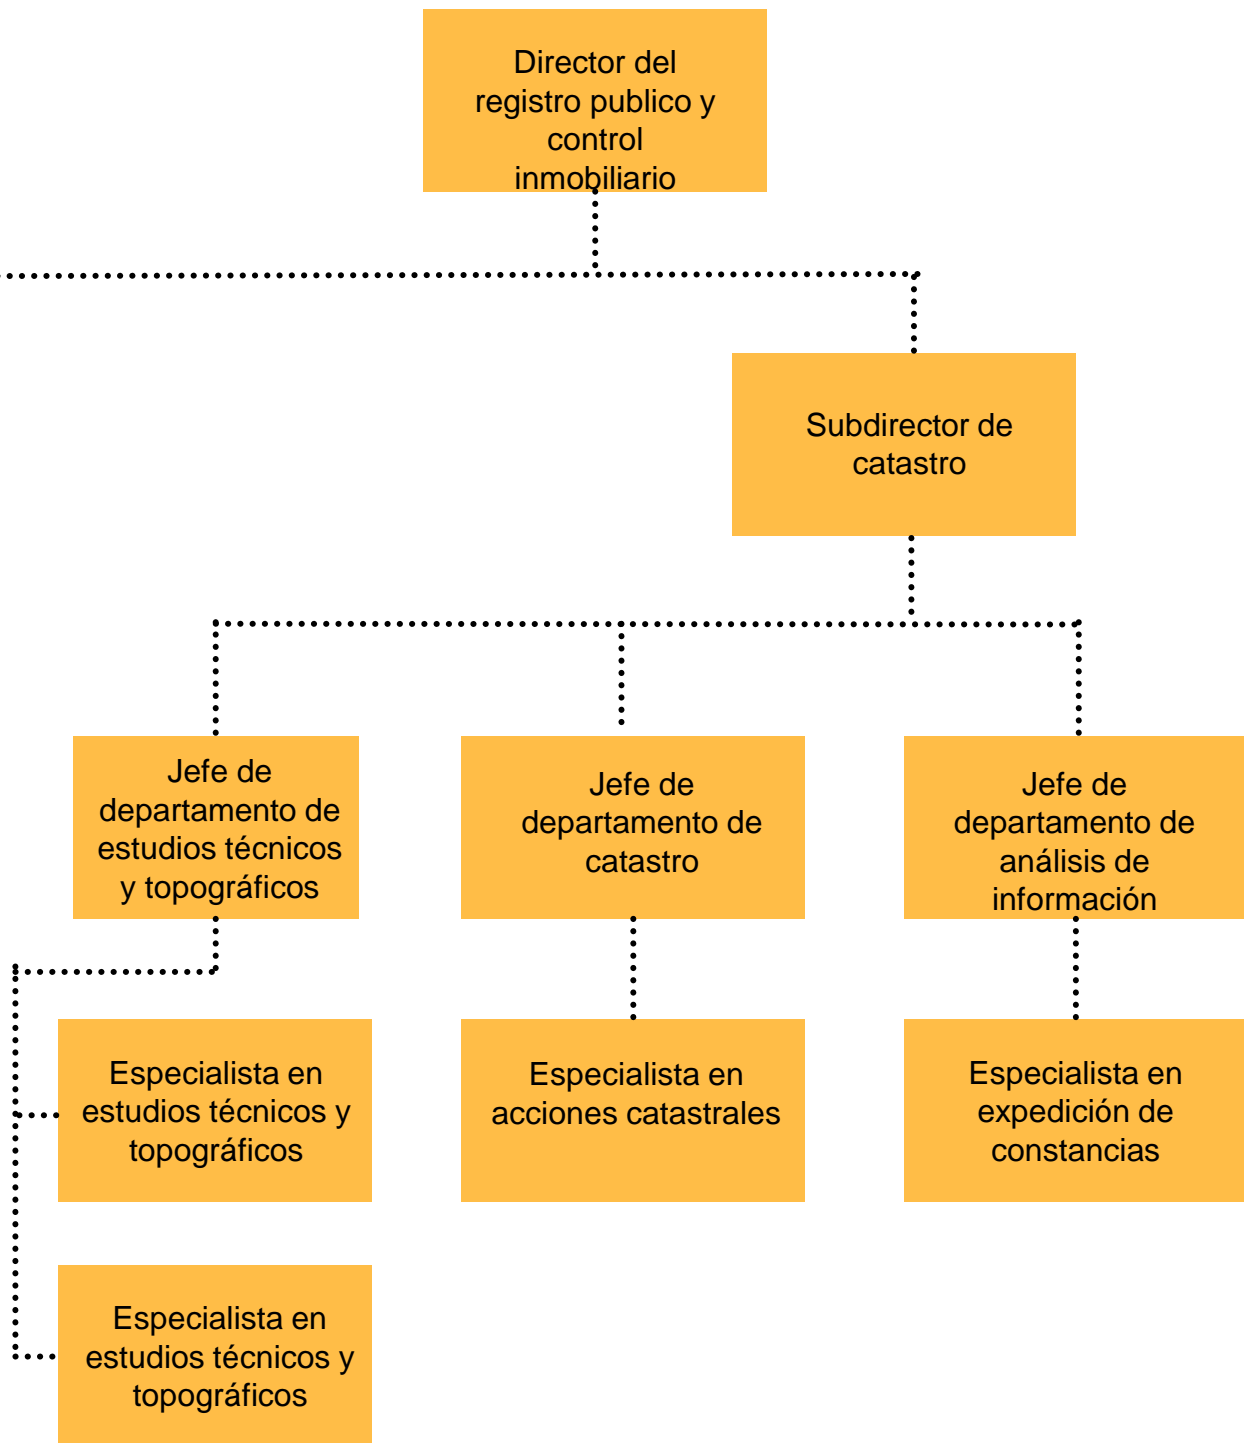 Director del
registro publico y
control
inmobiliario
Subdirector de
catastro
Jefe de
departamento de
estudios técnicos
y topográficos
Jefe de
departamento de
catastro
Jefe de
departamento de
análisis de
información
Especialista en
estudios técnicos y
topográficos
Especialista en
acciones catastrales
Especialista en
expedición de
constancias
Especialista en
estudios técnicos y
topográficos